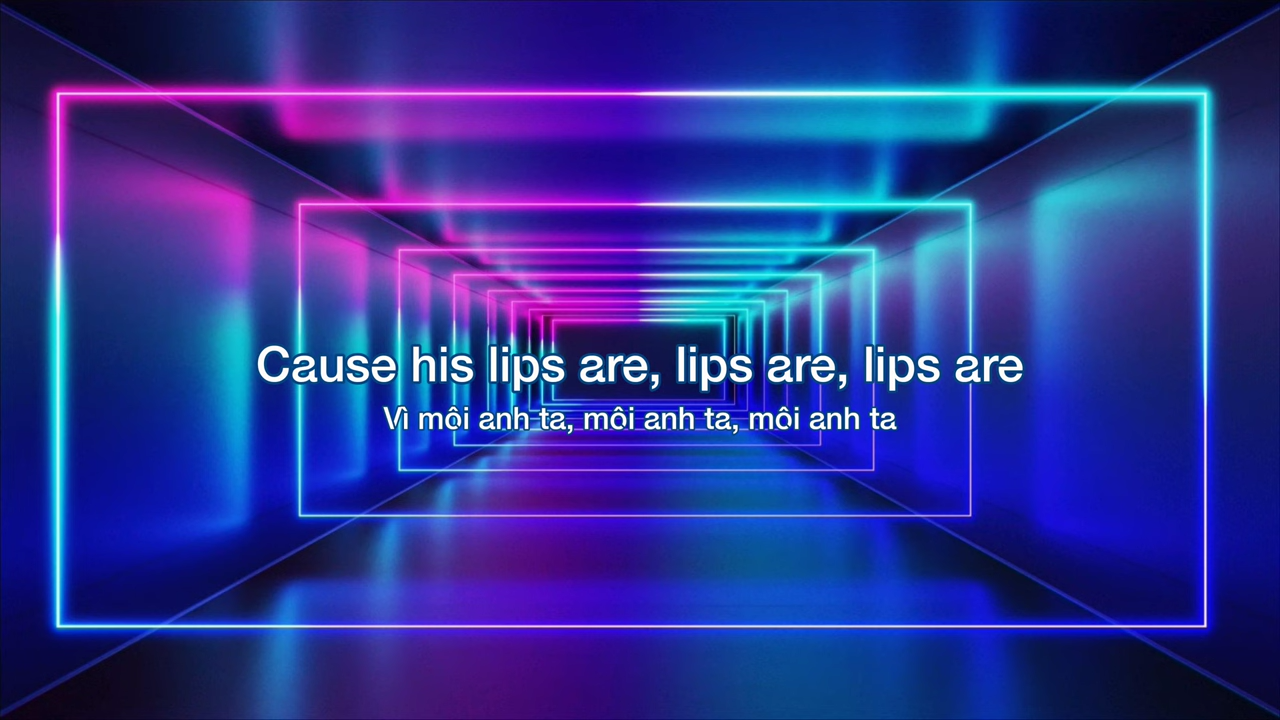 Cause his lips are, lips are, lips are
Vì môi anh ta, môi anh ta, môi anh ta